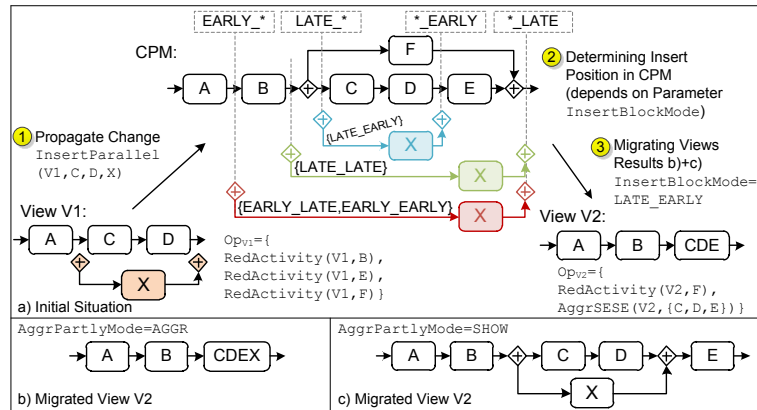 EARLY_* LATE_* *_EARLY *_LATE
CPM:
F
A B C D E
2 Determining Insert
Position in CPM
(depends on Parameter
InsertBlockMode)
{LATE_EARLY}
X
1 Propagate Change
InsertParallel
(V1,C,D,X)
{LATE_LATE}
X
3 Migrating Views
Results b)+c)
InsertBlockMode=
LATE_EARLY
{EARLY_LATE,EARLY_EARLY}
X
View V1:
A C D
X
OpV1={
RedActivity(V1,B),
RedActivity(V1,E),
RedActivity(V1,F)}
View V2:
A B CDE
OpV2={
RedActivity(V2,F),
AggrSESE(V2,{C,D,E})}
a) Initial Situation
AggrPartlyMode=AGGR
A B CDEX
b) Migrated View V2
AggrPartlyMode=SHOW
A B C D E
X
c) Migrated View V2